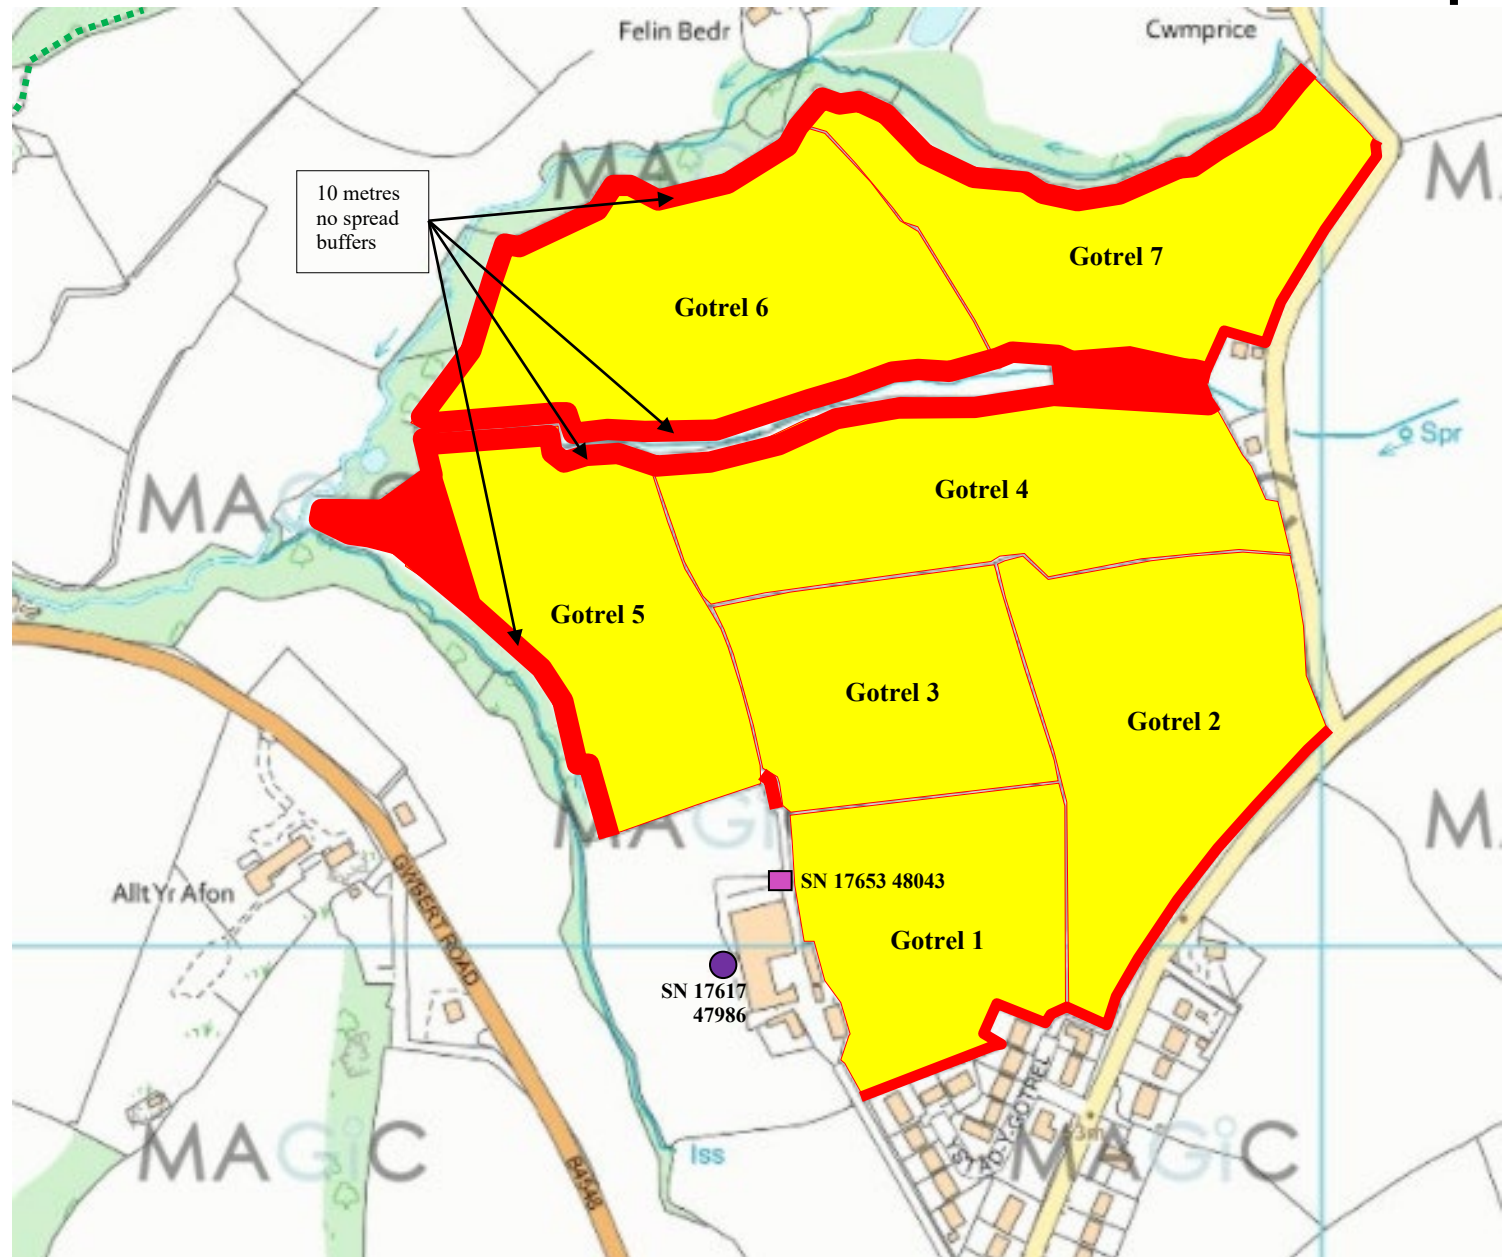 Felin Bedr
Cwmprice
MA
M
10 metres
no spread
buffers
Gotrel 7
Gotrel 6
Spr
MA
Gotrel 4
Gotrel 5
Gotrel 3
Gotrel 2
MAGiC
M
Allt Yr Afon
GWBERT ROAD
SN 17653 48043
Gotrel 1
SN 17617
47986
YSTAD-Y-GOTREL
MAGiC
Iss
MAGiC
B4548